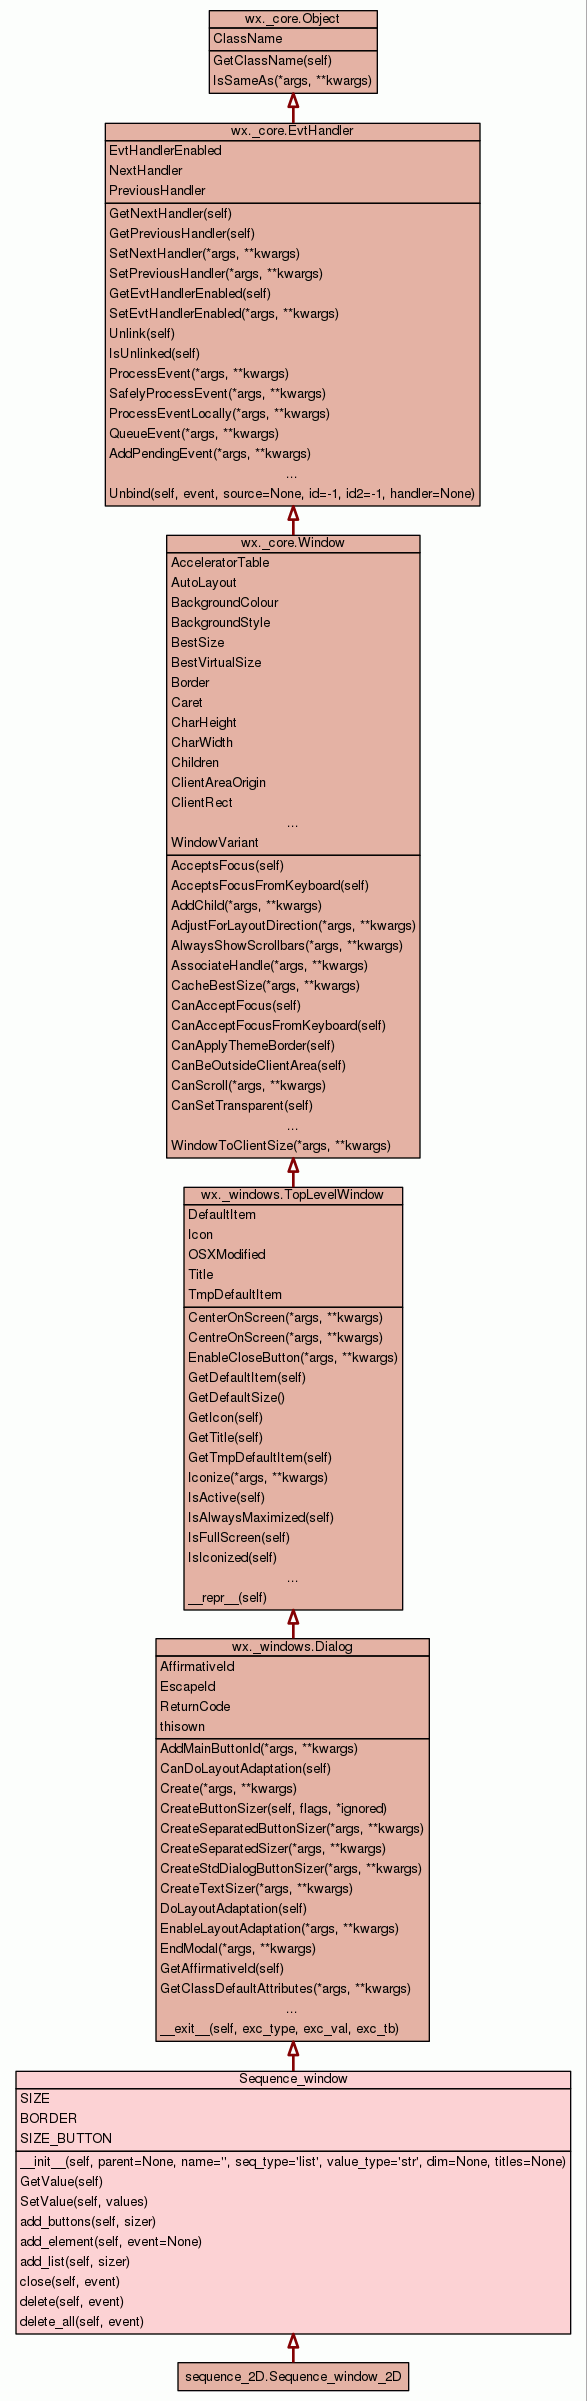 wx._core.Object
ClassName
GetClassName(self)
IsSameAs(*args, **kwargs)
wx._core.EvtHandler
EvtHandlerEnabled
NextHandler
PreviousHandler
GetNextHandler(self)
GetPreviousHandler(self)
SetNextHandler(*args, **kwargs)
SetPreviousHandler(*args, **kwargs)
GetEvtHandlerEnabled(self)
SetEvtHandlerEnabled(*args, **kwargs)
Unlink(self)
IsUnlinked(self)
ProcessEvent(*args, **kwargs)
SafelyProcessEvent(*args, **kwargs)
ProcessEventLocally(*args, **kwargs)
QueueEvent(*args, **kwargs)
AddPendingEvent(*args, **kwargs)
...
Unbind(self, event, source=None, id=-1, id2=-1, handler=None)
wx._core.Window
AcceleratorTable
AutoLayout
BackgroundColour
BackgroundStyle
BestSize
BestVirtualSize
Border
Caret
CharHeight
CharWidth
Children
ClientAreaOrigin
ClientRect
...
WindowVariant
AcceptsFocus(self)
AcceptsFocusFromKeyboard(self)
AddChild(*args, **kwargs)
AdjustForLayoutDirection(*args, **kwargs)
AlwaysShowScrollbars(*args, **kwargs)
AssociateHandle(*args, **kwargs)
CacheBestSize(*args, **kwargs)
CanAcceptFocus(self)
CanAcceptFocusFromKeyboard(self)
CanApplyThemeBorder(self)
CanBeOutsideClientArea(self)
CanScroll(*args, **kwargs)
CanSetTransparent(self)
...
WindowToClientSize(*args, **kwargs)
wx._windows.TopLevelWindow
DefaultItem
Icon
OSXModified
Title
TmpDefaultItem
CenterOnScreen(*args, **kwargs)
CentreOnScreen(*args, **kwargs)
EnableCloseButton(*args, **kwargs)
GetDefaultItem(self)
GetDefaultSize()
GetIcon(self)
GetTitle(self)
GetTmpDefaultItem(self)
Iconize(*args, **kwargs)
IsActive(self)
IsAlwaysMaximized(self)
IsFullScreen(self)
IsIconized(self)
...
__repr__(self)
wx._windows.Dialog
AffirmativeId
EscapeId
ReturnCode
thisown
AddMainButtonId(*args, **kwargs)
CanDoLayoutAdaptation(self)
Create(*args, **kwargs)
CreateButtonSizer(self, flags, *ignored)
CreateSeparatedButtonSizer(*args, **kwargs)
CreateSeparatedSizer(*args, **kwargs)
CreateStdDialogButtonSizer(*args, **kwargs)
CreateTextSizer(*args, **kwargs)
DoLayoutAdaptation(self)
EnableLayoutAdaptation(*args, **kwargs)
EndModal(*args, **kwargs)
GetAffirmativeId(self)
GetClassDefaultAttributes(*args, **kwargs)
...
__exit__(self, exc_type, exc_val, exc_tb)
Sequence_window
SIZE
BORDER
SIZE_BUTTON
__init__(self, parent=None, name='', seq_type='list', value_type='str', dim=None, titles=None)
GetValue(self)
SetValue(self, values)
add_buttons(self, sizer)
add_element(self, event=None)
add_list(self, sizer)
close(self, event)
delete(self, event)
delete_all(self, event)
sequence_2D.Sequence_window_2D